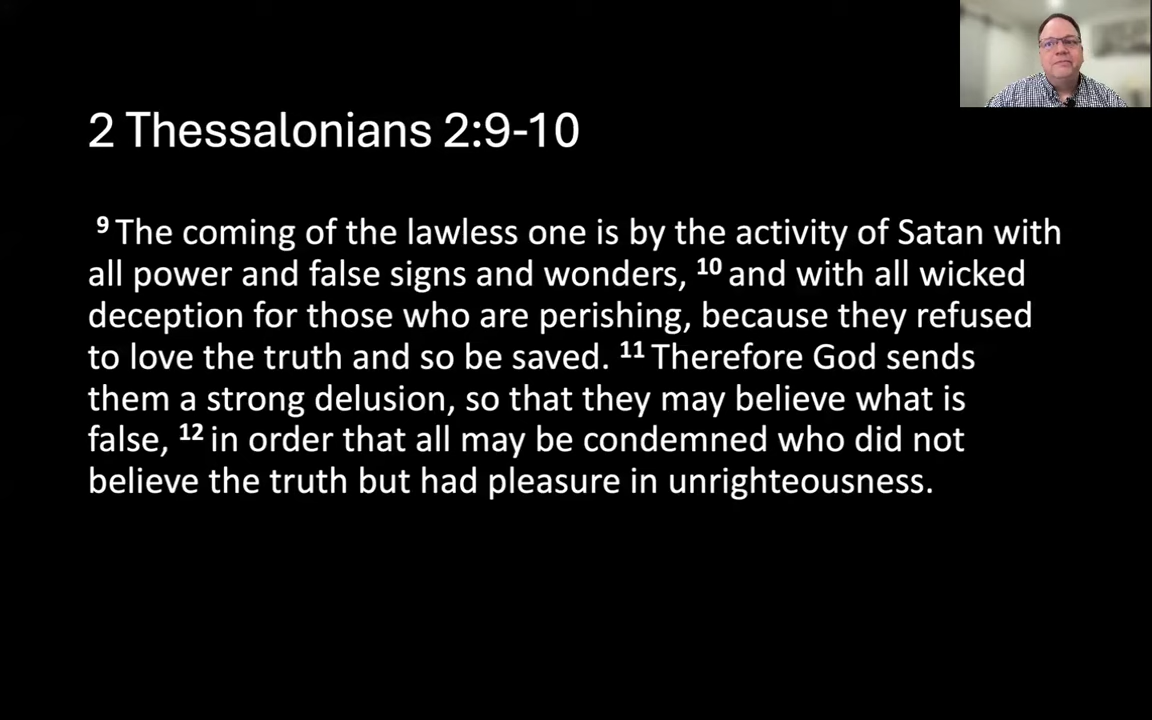 2 Thessalonians 2:9-10
9 The coming of the lawless one is by the activity of Satan with
all power and false signs and wonders, 10 and with all wicked
deception for those who are perishing, because they refused
to love the truth and so be saved. 11 Therefore God sends
them a strong delusion, so that they may believe what is
false, 12 in order that all may be condemned who did not
believe the truth but had pleasure in unrighteousness.